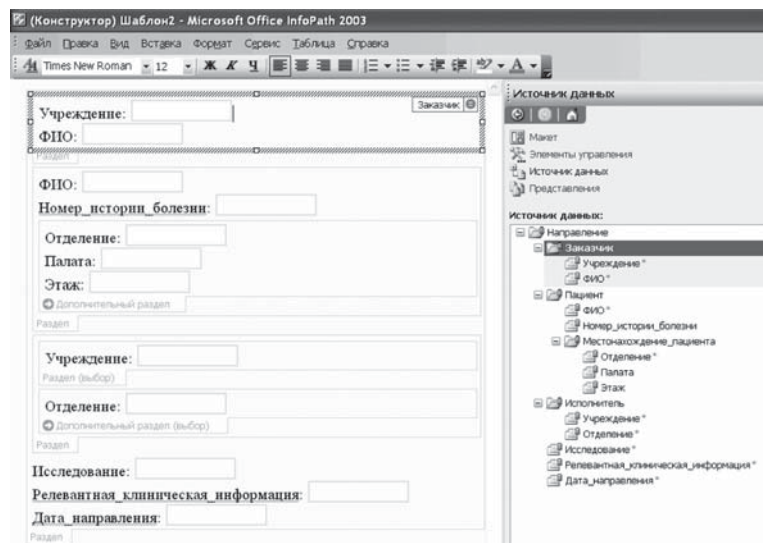 (Конструктор) Шаблон2 - Microsoft Office InfoPath 2003
Файл Правка Вид Вставка Формат Сервис Таблица Справка
Times New Roman 12 Ж К Ч
Заказчик
Учреждение:
ФИО:
Раздел
ФИО:
Номер_истории_болезни:
Отделение:
Палата:
Этаж:
Дополнительный раздел
Раздел
Учреждение:
Раздел (выбор)
Отделение:
Дополнительный раздел (выбор)
Раздел
Исследование:
Релевантная_клиническая_информация:
Дата_направления:
Раздел
Источник данных
Макет
Элементы управления
Источник данных
Представления
Источник данных:
Направление
Заказчик
Учреждение *
ФИО *
Пациент
ФИО *
Номер_истории_болезни
Местонахождение_пациента
Отделение *
Палата
Этаж
Исполнитель
Учреждение *
Отделение *
Исследование *
Релевантная_клиническая_информация *
Дата_направления *